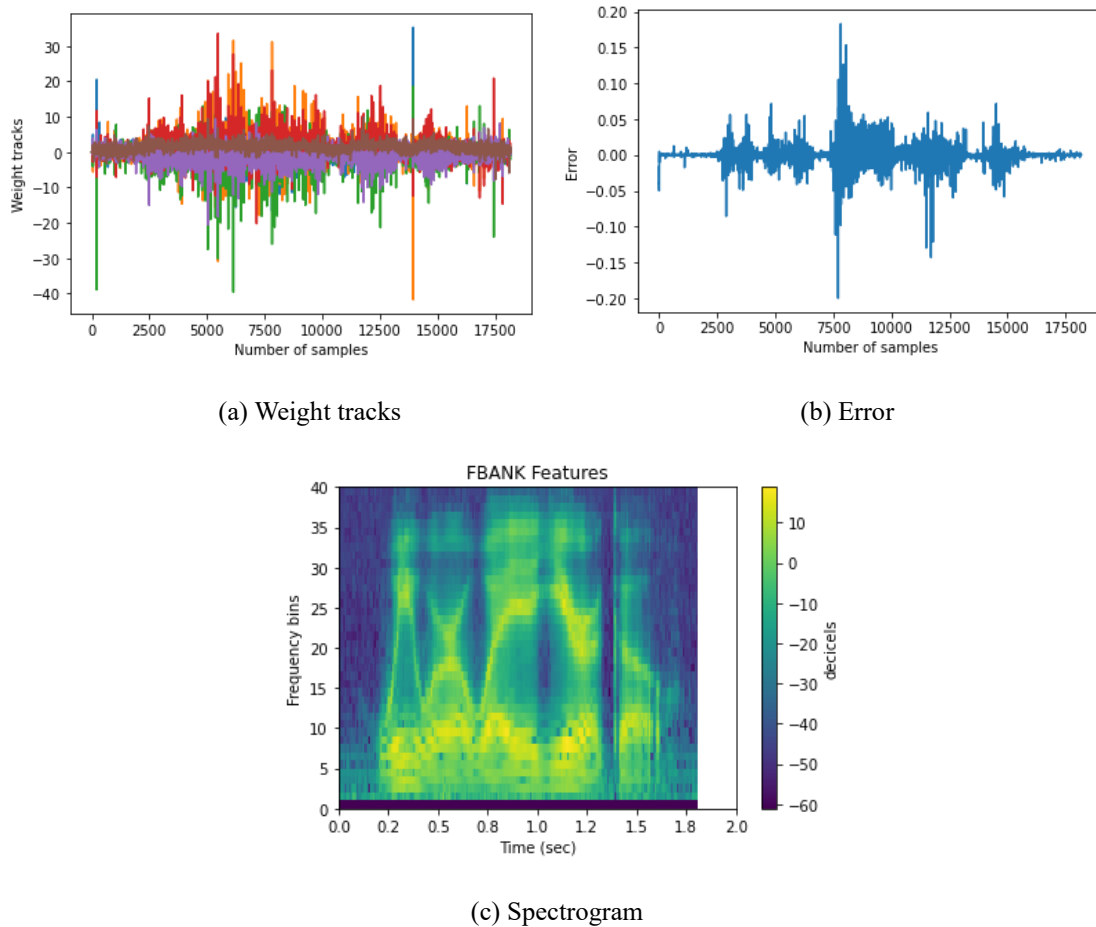 30
20
10
0
−10
−20
−30
−40
Weight tracks
0 2500 5000 7500 10000 12500 15000 17500
Number of samples
0.20
0.15
0.10
0.05
0.00
−0.05
−0.10
−0.15
−0.20
Error
0 2500 5000 7500 10000 12500 15000 17500
Number of samples
(a) Weight tracks
(b) Error
FBANK Features
40
35
30
25
20
15
10
5
0
Frequency bins
0.0 0.2 0.5 0.8 1.0 1.2 1.5 1.8 2.0
Time (sec)
10
0
−10
−20
−30
−40
−50
−60
decicels
(c) Spectrogram